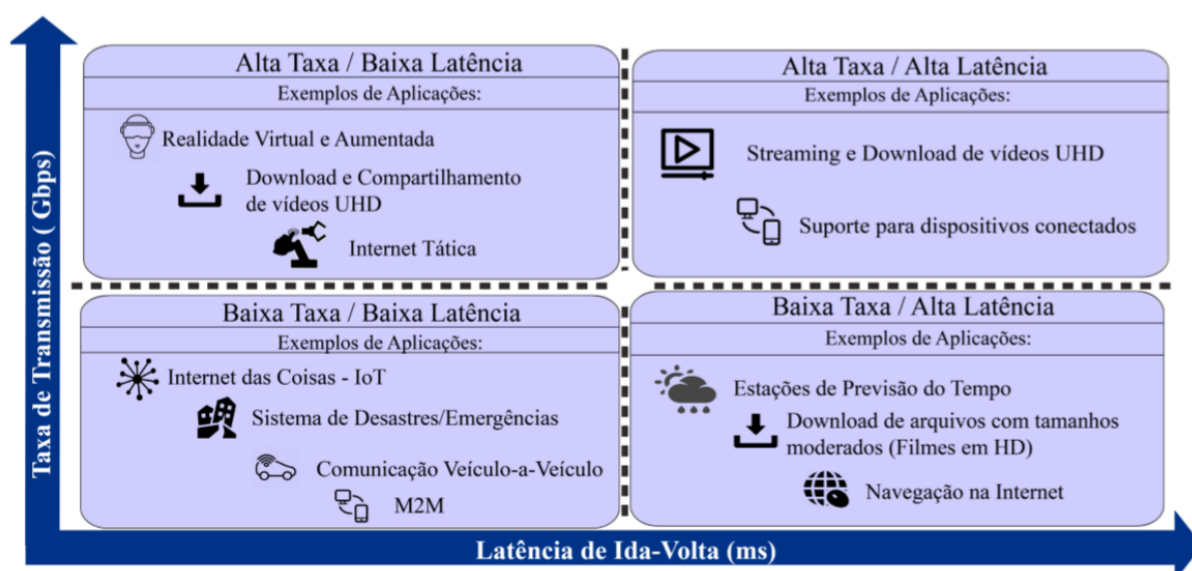 Taxa de Transmissão ( Gbps)
Alta Taxa / Baixa Latência
Exemplos de Aplicações:
Realidade Virtual e Aumentada
Download e Compartilhamento
de vídeos UHD
Internet Tática
Alta Taxa / Alta Latência
Exemplos de Aplicações:
Streaming e Download de vídeos UHD
Suporte para dispositivos conectados
Baixa Taxa / Baixa Latência
Exemplos de Aplicações:
Internet das Coisas - IoT
Sistema de Desastres/Emergências
Comunicação Veículo-a-Veículo
M2M
Baixa Taxa / Alta Latência
Exemplos de Aplicações:
Estações de Previsão do Tempo
Download de arquivos com tamanhos
moderados (Filmes em HD)
Navegação na Internet
Latência de Ida-Volta (ms)